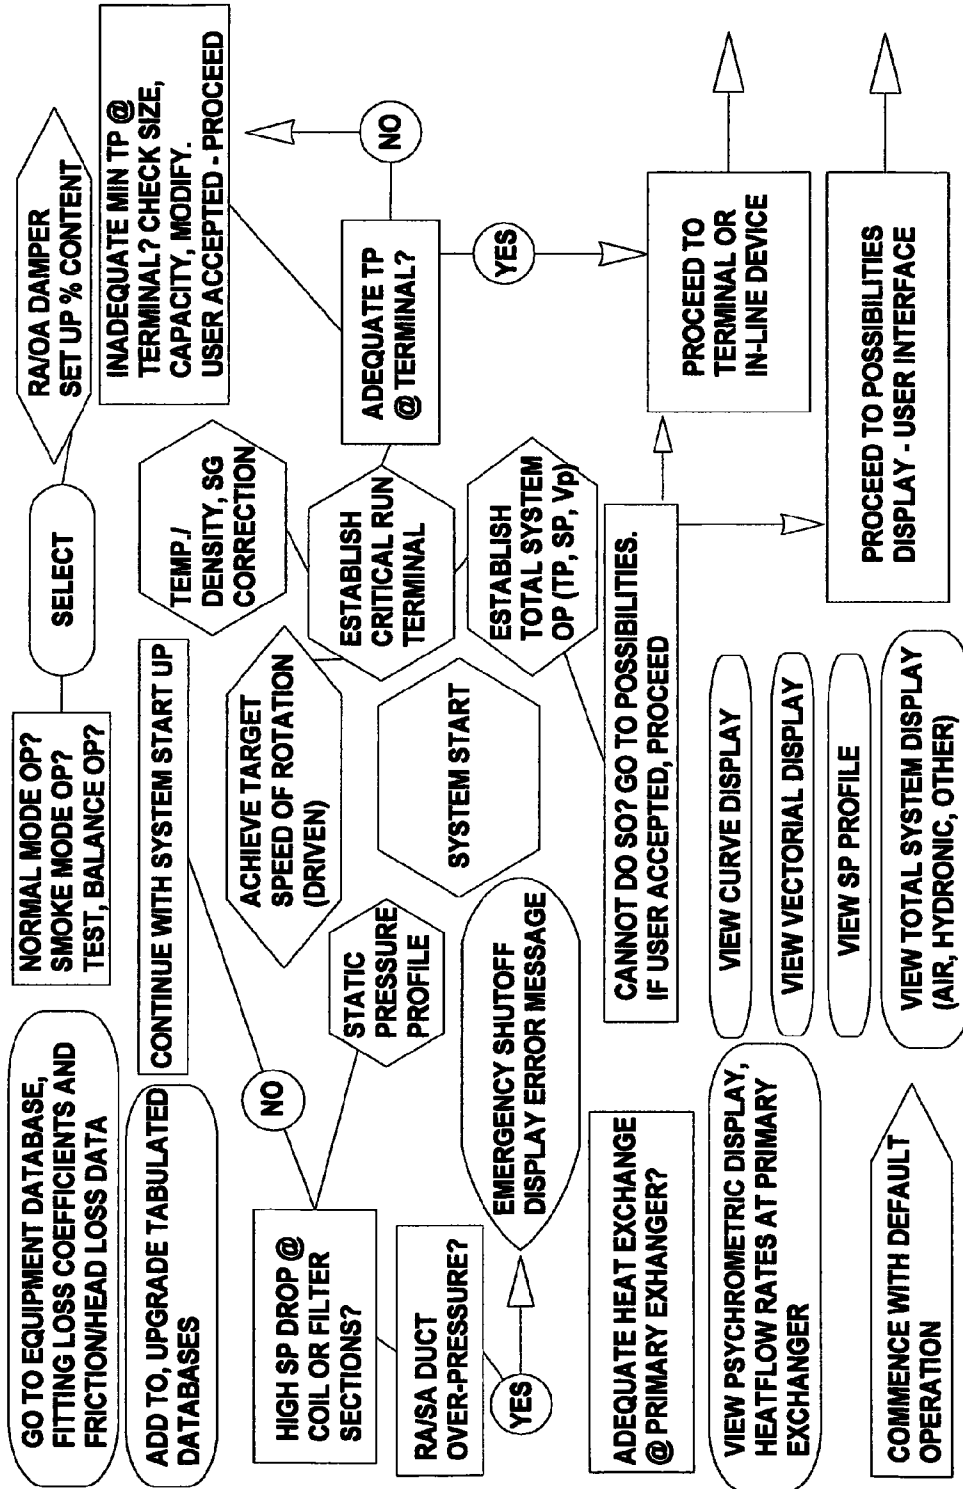 GO TO EQUIPMENT DATABASE,
FITTING LOSS COEFFICIENTS AND
FRICTION/HEAD LOSS DATA
ADD TO, UPGRADE TABULATED
DATABASES
NORMAL MODE OP?
SMOKE MODE OP?
TEST, BALANCE OP?
SELECT
RA/OA DAMPER
SET UP % CONTENT
CONTINUE WITH SYSTEM START UP
TEMP./
DENSITY, SG
CORRECTION
INADEQUATE MIN TP @
TERMINAL? CHECK SIZE,
CAPACITY, MODIFY.
USER ACCEPTED - PROCEED
NO
HIGH SP DROP @
COIL OR FILTER
SECTIONS?
ACHIEVE TARGET
SPEED OF ROTATION
(DRIVEN)
STATIC
PRESSURE
PROFILE
ESTABLISH
CRITICAL RUN
TERMINAL
ADEQUATE TP
@ TERMINAL?
NO
RA/SA DUCT
OVER-PRESSURE?
YES
EMERGENCY SHUTOFF
DISPLAY ERROR MESSAGE
SYSTEM START
ESTABLISH
TOTAL SYSTEM
OP (TP, SP, Vp)
YES
ADEQUATE HEAT EXCHANGE
@ PRIMARY EXHANGER?
CANNOT DO SO? GO TO POSSIBILITIES.
IF USER ACCEPTED, PROCEED
PROCEED TO
TERMINAL OR
IN-LINE DEVICE
VIEW PSYCHROMETRIC DISPLAY,
HEATFLOW RATES AT PRIMARY
EXCHANGER
VIEW CURVE DISPLAY
VIEW VECTORIAL DISPLAY
VIEW SP PROFILE
PROCEED TO POSSIBILITIES
DISPLAY - USER INTERFACE
COMMENCE WITH DEFAULT
OPERATION
VIEW TOTAL SYSTEM DISPLAY
(AIR, HYDRONIC, OTHER)